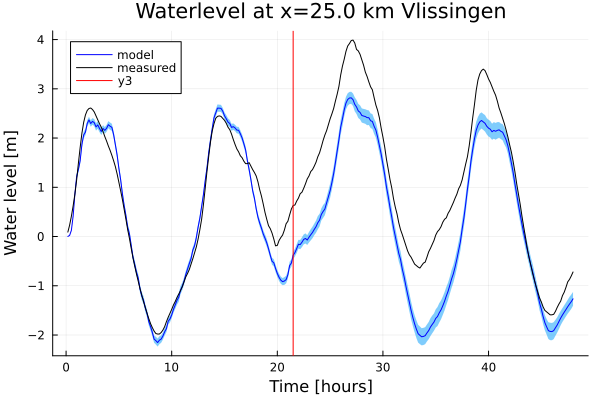 Waterlevel at x=25.0 km Vlissingen
Water level [m]
model
measured
y3
4
3
2
1
0
−1
−2
0 10 20 30 40
Time [hours]